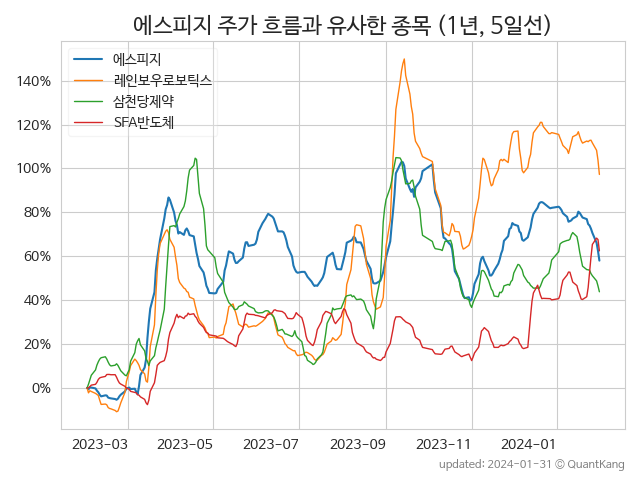 에스피지 주가 흐름과 유사한 종목 (1년, 5일선)
에스피지
레인보우로보틱스
삼천당제약
SFA반도체
140%
120%
100%
80%
60%
40%
20%
0%
2023-03 2023-05 2023-07 2023-09 2023-11 2024-01
updated: 2024-01-31 © QuantKang